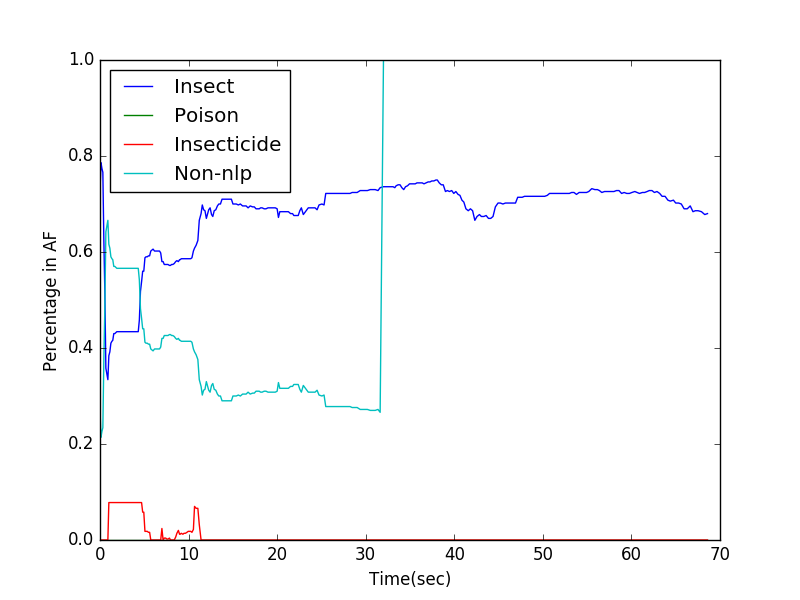 1.0
0.8
0.6
0.4
0.2
0.0
Percentage in AF
Insect
Poison
Insecticide
Non-nlp
0 10 20 30 40 50 60 70
Time(sec)